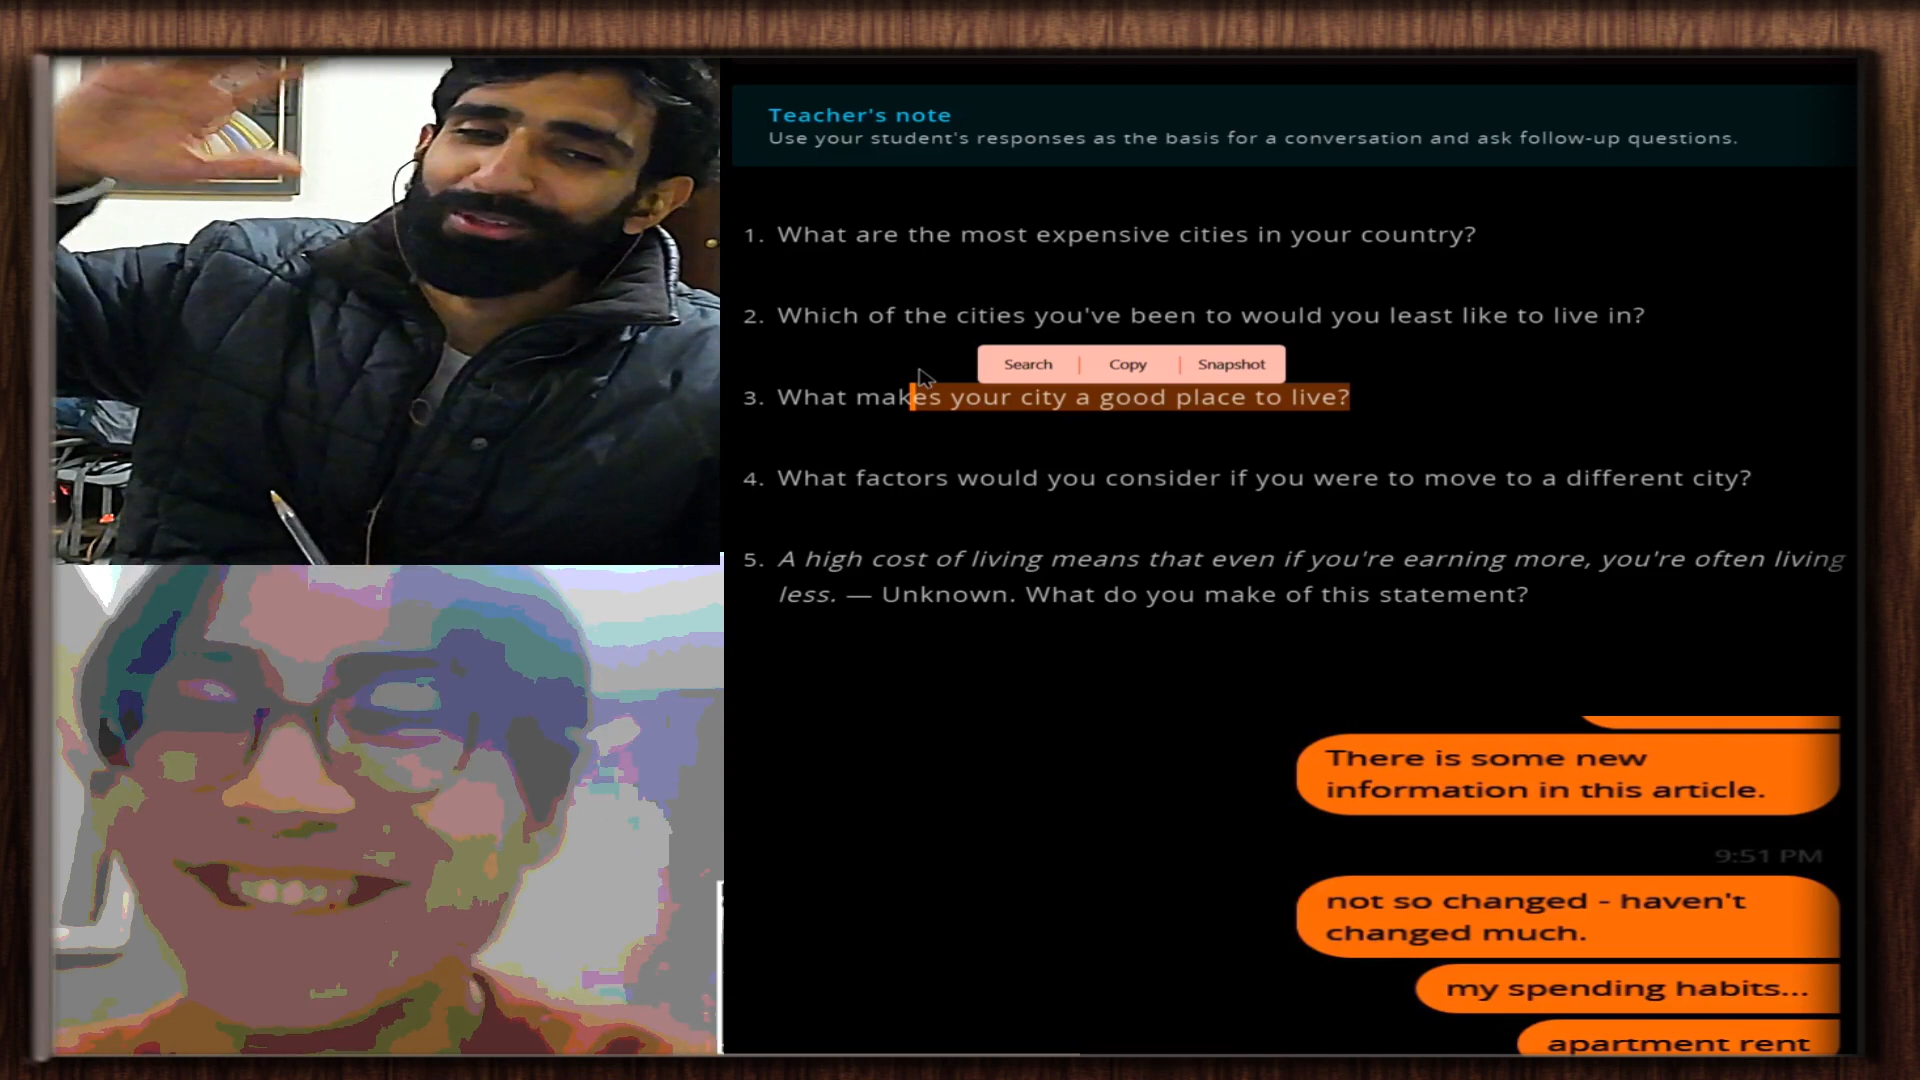 Teacher's note
Use your student's responses as the basis for a conversation and ask follow-up questions.
1. What are the most expensive cities in your country?
2. Which of the cities you've been to would you least like to live in?
Search | Copy | Snapshot
3. What makes your city a good place to live?
4. What factors would you consider if you were to move to a different city?
5. A high cost of living means that even if you're earning more, you're often living
less. — Unknown. What do you make of this statement?
There is some new
information in this article.
9:51 PM
not so changed - haven't
changed much.
my spending habits...
apartment rent